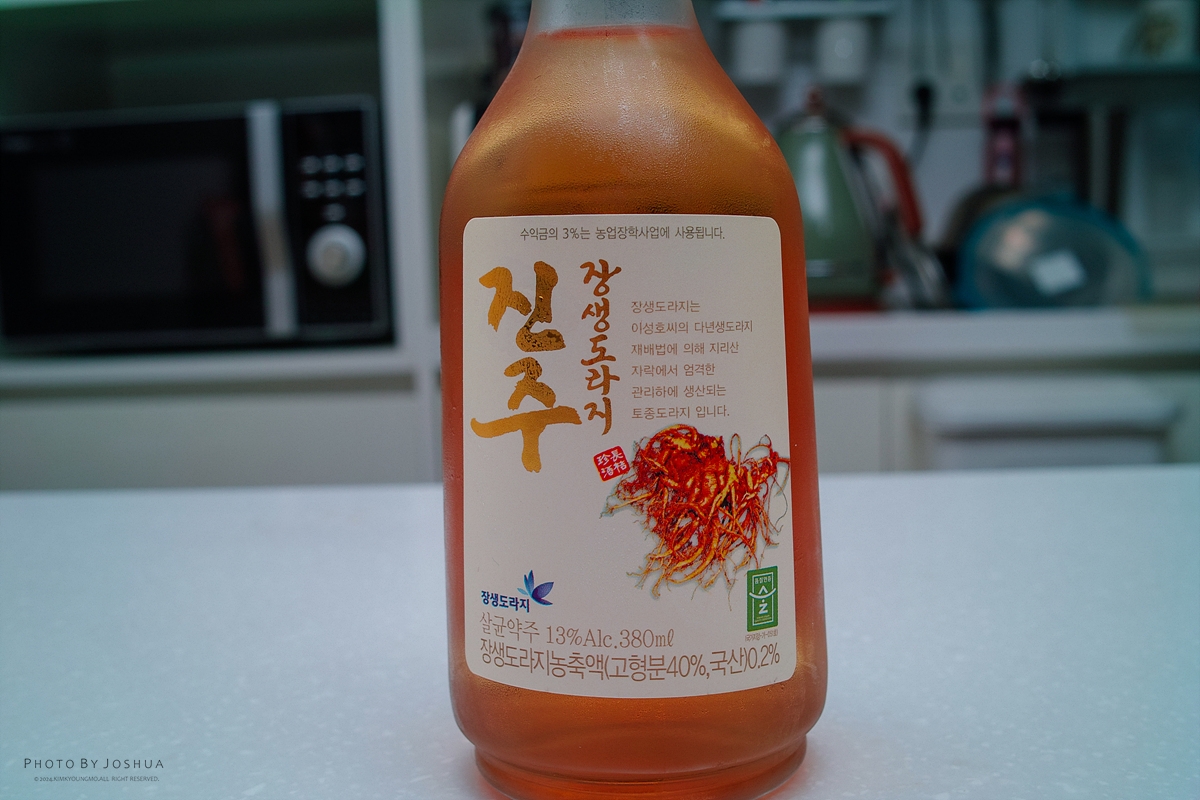 수익금의 3%는 농업장학사업에 사용됩니다.
진주
장생도라지
장생도라지는
이성호씨의 다년생도라지
재배법에 의해 지리산
자락에서 엄격한
관리하에 생산되는
토종도라지 입니다.
장생도라지
살균약주 13%Alc.380㎖
장생도라지농축액(고형분40%,국산)0.2%
PHOTO BY JOSHUA
©2024.KIMKYOUNGMO.ALL RIGHT RESERVED.